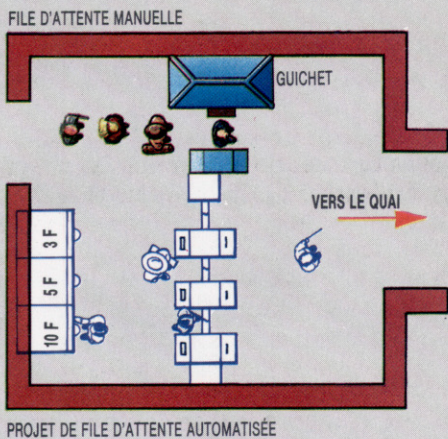 FILE D'ATTENTE MANUELLE
GUICHET
VERS LE QUAI
3 F
5 F
10 F
PROJET DE FILE D'ATTENTE AUTOMATISÉE